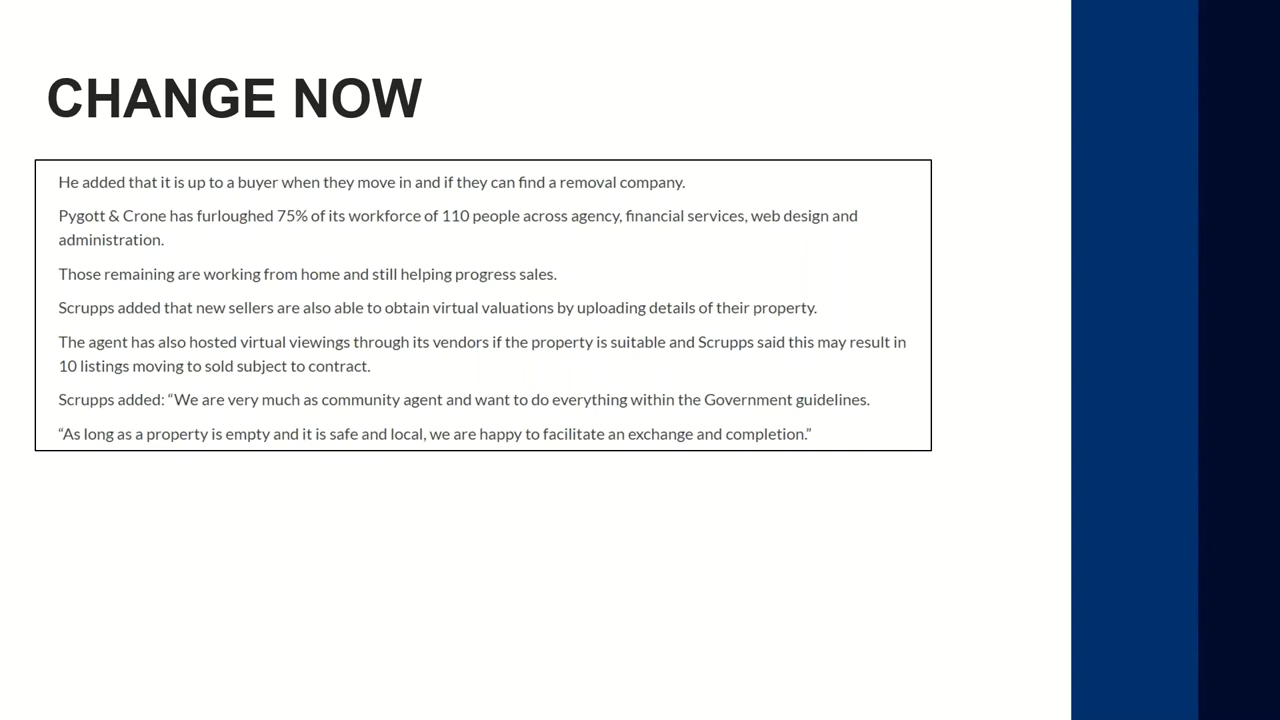 CHANGE NOW
He added that it is up to a buyer when they move in and if they can find a removal company.
Pygott & Crone has furloughed 75% of its workforce of 110 people across agency, financial services, web design and
administration.
Those remaining are working from home and still helping progress sales.
Scrupps added that new sellers are also able to obtain virtual valuations by uploading details of their property.
The agent has also hosted virtual viewings through its vendors if the property is suitable and Scrupps said this may result in
10 listings moving to sold subject to contract.
Scrupps added: “We are very much as community agent and want to do everything within the Government guidelines.
“As long as a property is empty and it is safe and local, we are happy to facilitate an exchange and completion.”